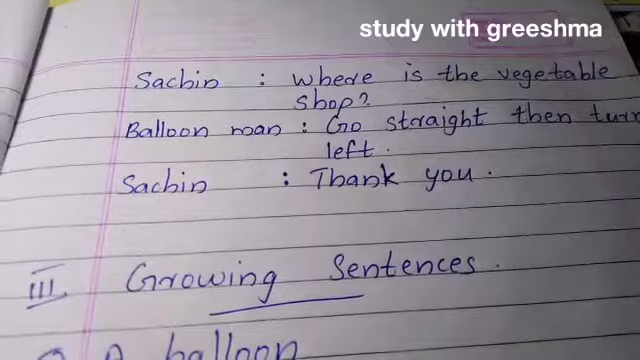 study with greeshma
Sachin : Where is the vegetable
shop?
Balloon man : Go straight then turn
left.
Sachin : Thank you.
III Growing Sentences.
A balloon